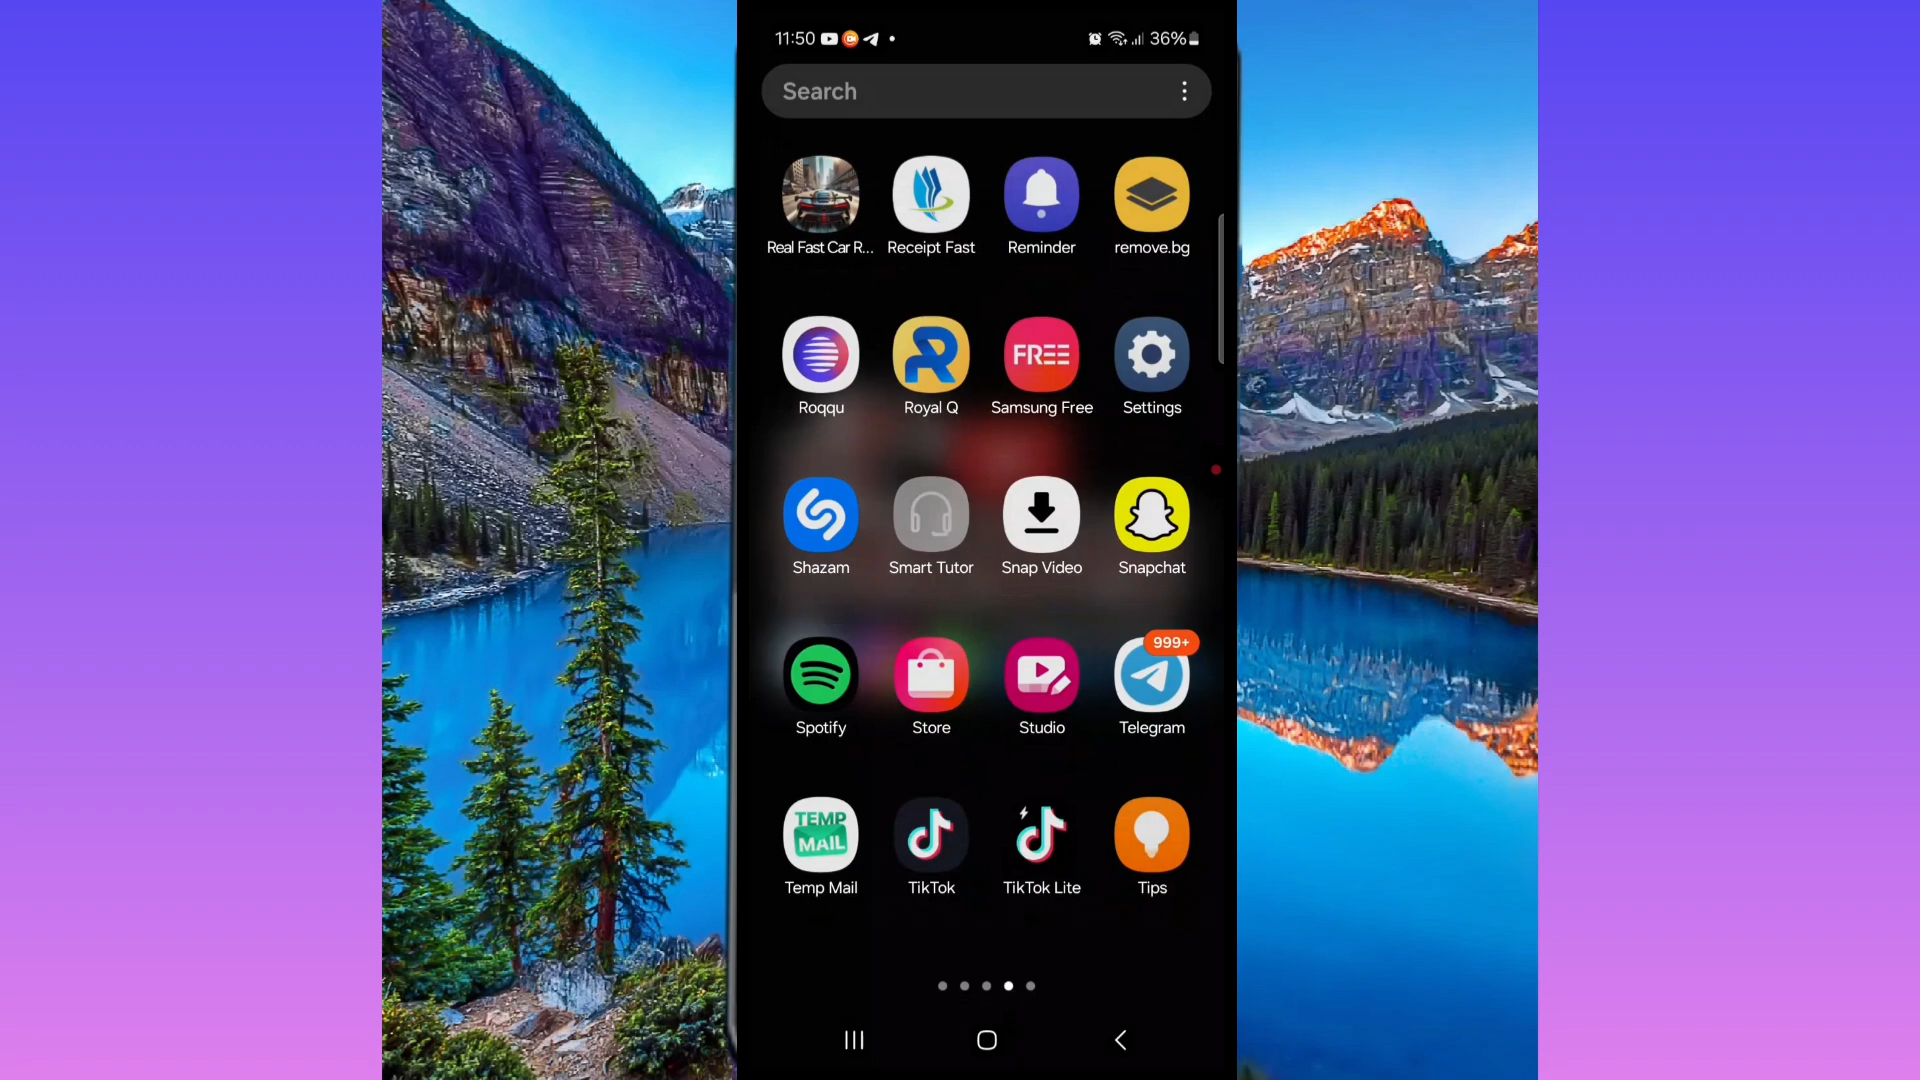 11:50
36%
Search
Real Fast Car R...
Receipt Fast
Reminder
remove.bg
FREE
Roqqu
Royal Q
Samsung Free
Settings
Shazam
Smart Tutor
Snap Video
Snapchat
999+
Spotify
Store
Studio
Telegram
TEMP
MAIL
Temp Mail
TikTok
TikTok Lite
Tips